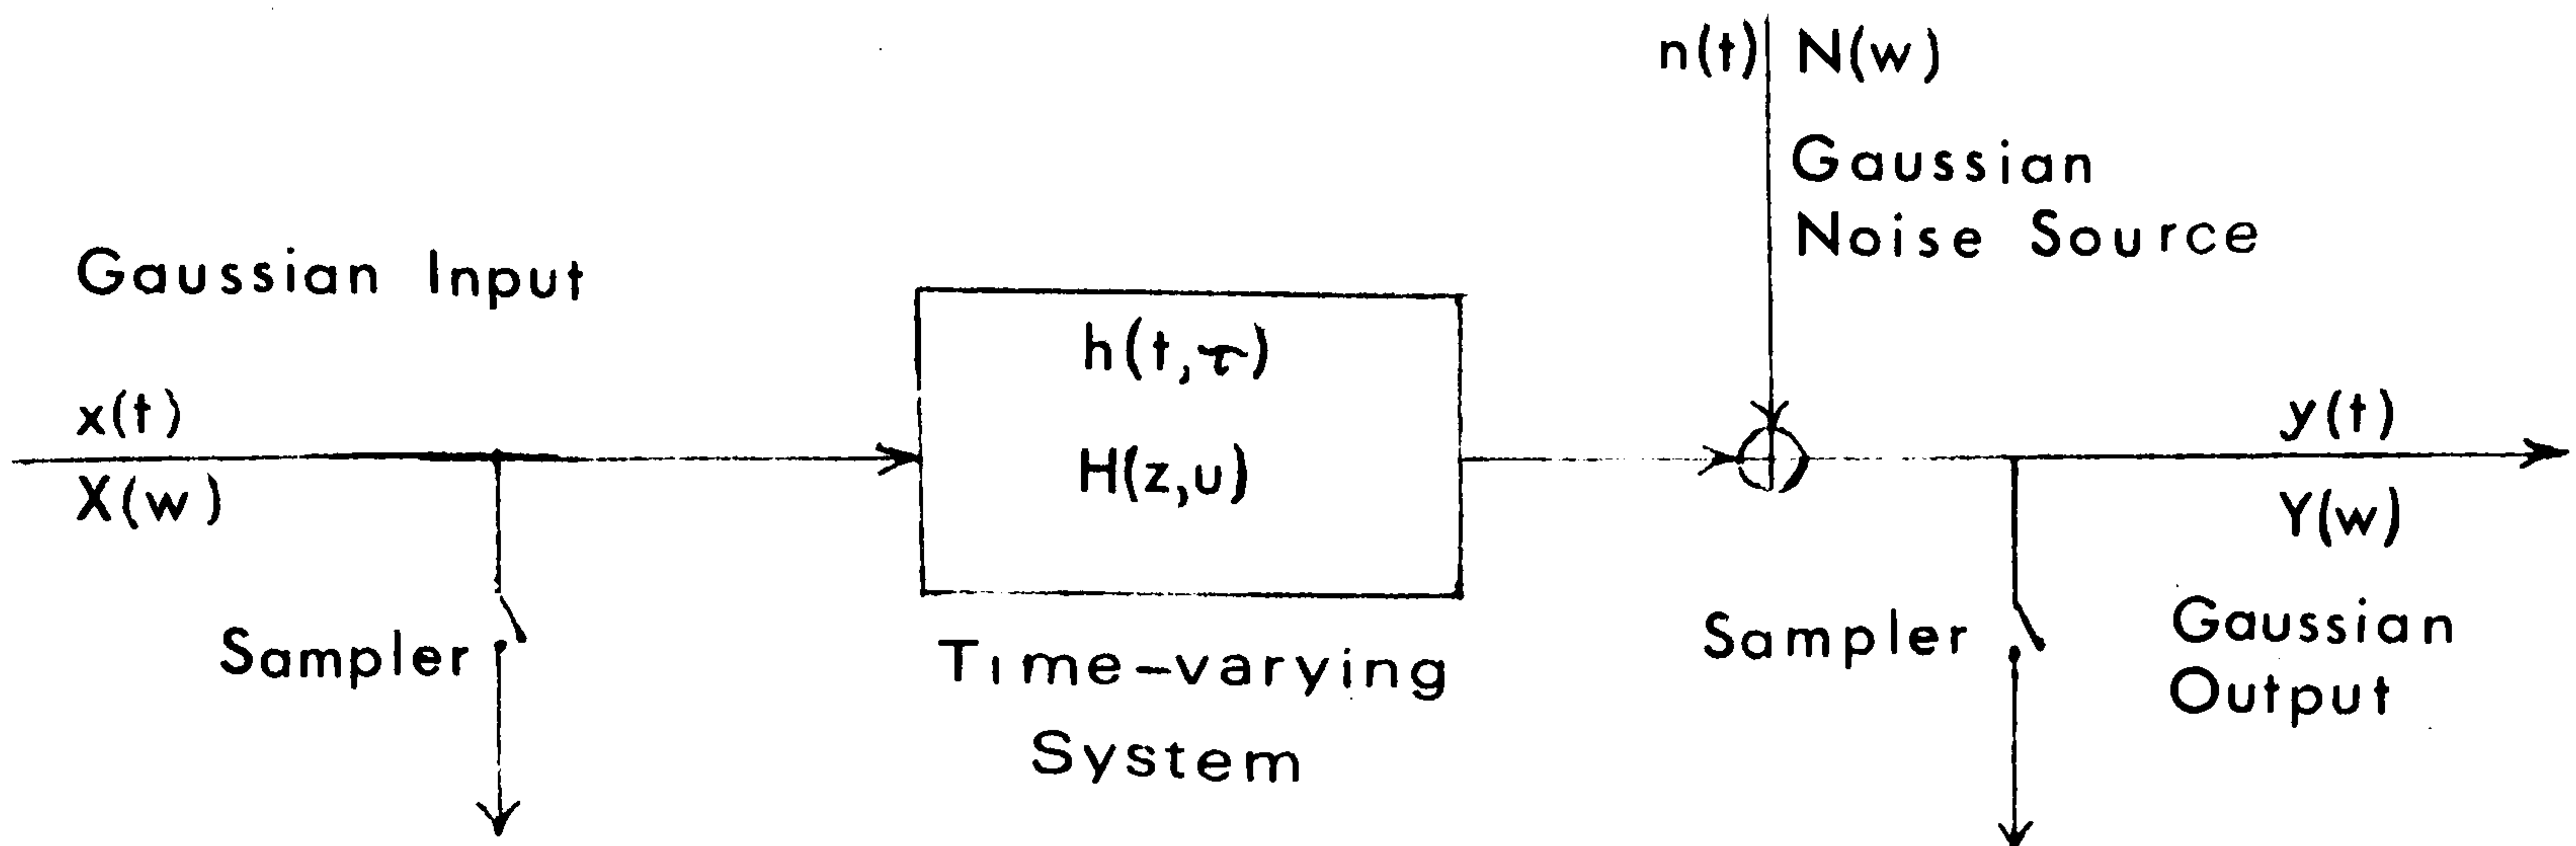 n(t) N(w)
Gaussian
Noise Source
Gaussian Input
h(t,τ)
x(t)
H(z,u)
y(t)
X(w)
Y(w)
Sampler
Time-varying
System
Sampler
Gaussian
Output